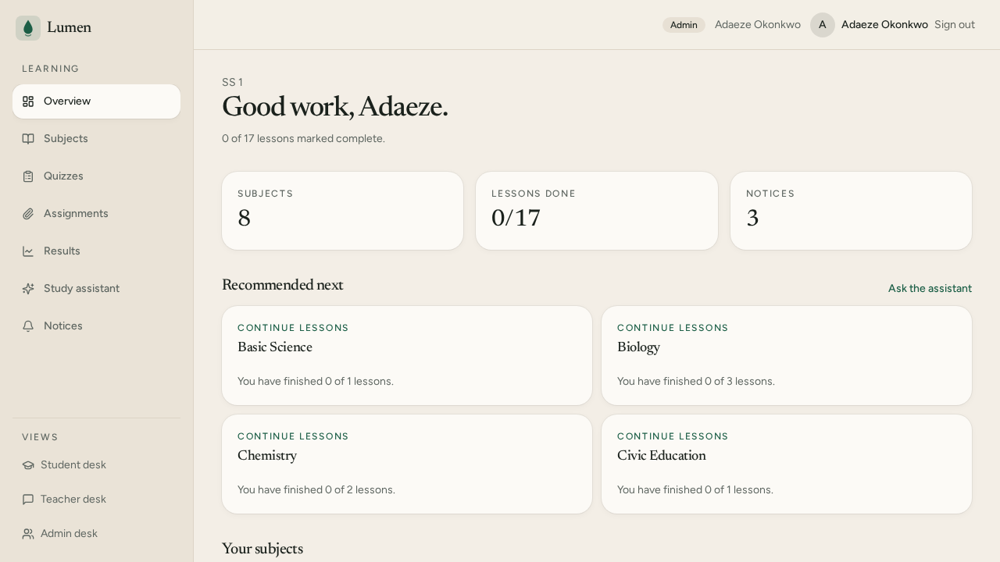 Lumen
LEARNING
Overview
Subjects
Quizzes
Assignments
Results
Study assistant
Notices
VIEWS
Student desk
Teacher desk
Admin desk
Admin Adaeze Okonkwo A Adaeze Okonkwo Sign out
SS 1
Good work, Adaeze.
0 of 17 lessons marked complete.
SUBJECTS
8
LESSONS DONE
0/17
NOTICES
3
Recommended next
Ask the assistant
CONTINUE LESSONS
Basic Science
You have finished 0 of 1 lessons.
CONTINUE LESSONS
Biology
You have finished 0 of 3 lessons.
CONTINUE LESSONS
Chemistry
You have finished 0 of 2 lessons.
CONTINUE LESSONS
Civic Education
You have finished 0 of 1 lessons.
Your subjects